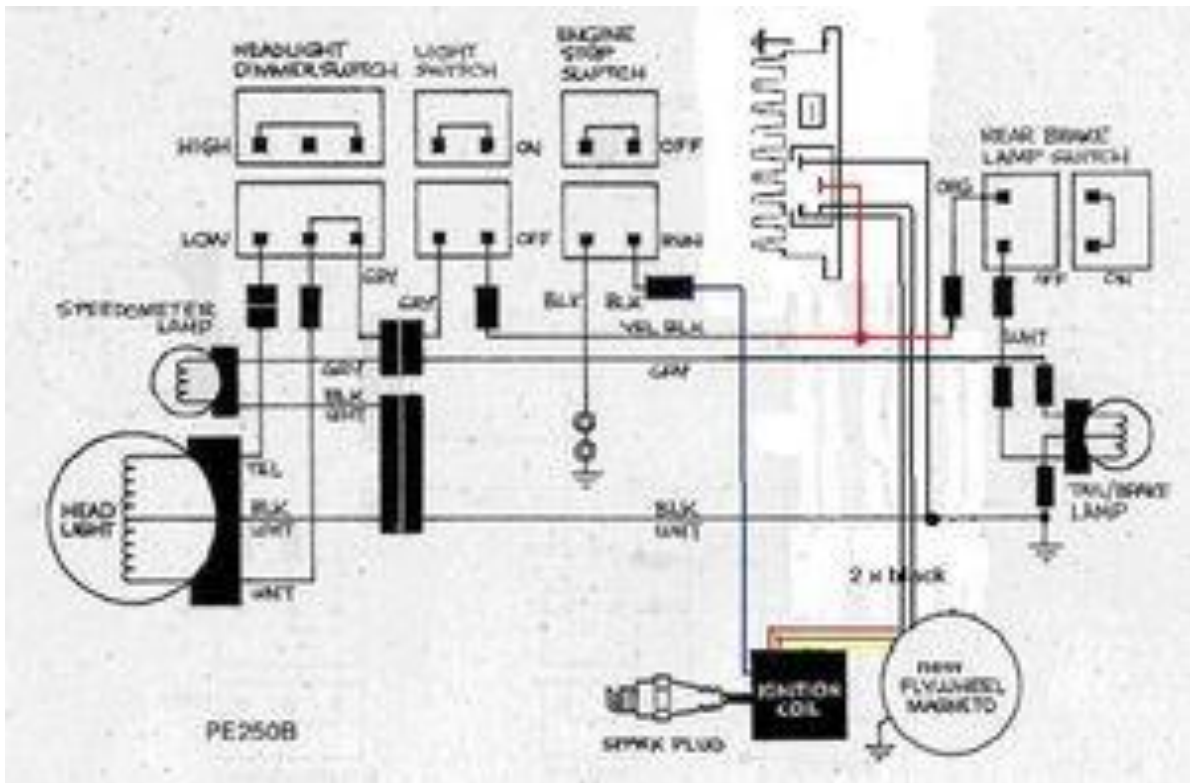 HEADLIGHT
DIMMER SWITCH
LIGHT
SWITCH
ENGINE
STOP
SWITCH
HIGH
ON
OFF
REAR BRAKE
LAMP SWITCH
ORG
LOW
OFF
RUN
OFF
ON
GRY
GRY
BLK
BLK
SPEEDOMETER
LAMP
YEL BLK
WHT
GRY
GRY
BLK
WHT
YEL
HEAD
LIGHT
BLK
WHT
BLK
WHT
TAIL/BRAKE
LAMP
WHT
2 x black
new
FLYWHEEL
MAGNETO
IGNITION
COIL
SPARK PLUG
PE250B